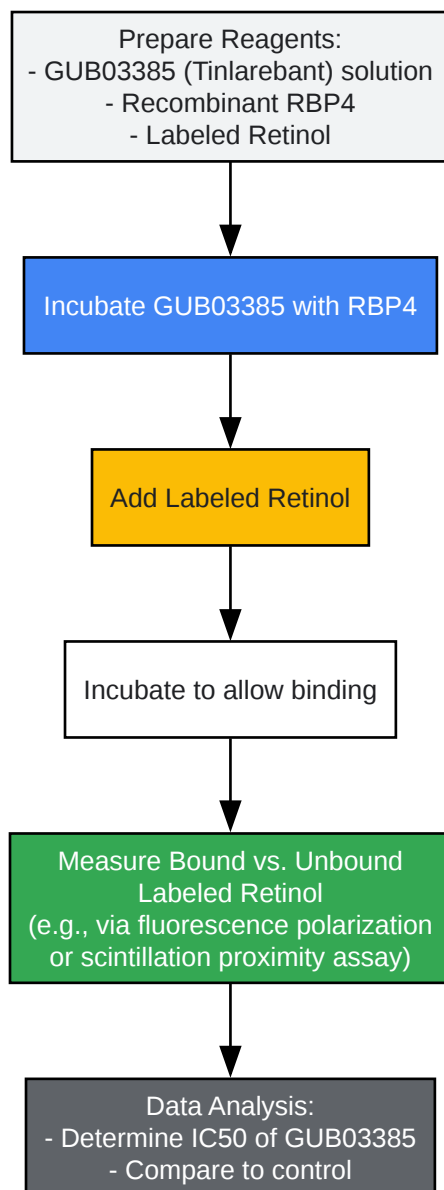 Prepare Reagents:
- GUB03385 (Tinlarebant) solution
- Recombinant RBP4
- Labeled Retinol
Incubate GUB03385 with RBP4
Add Labeled Retinol
Incubate to allow binding
Measure Bound vs. Unbound
Labeled Retinol
(e.g., via fluorescence polarization
or scintillation proximity assay)
Data Analysis:
- Determine IC50 of GUB03385
- Compare to control